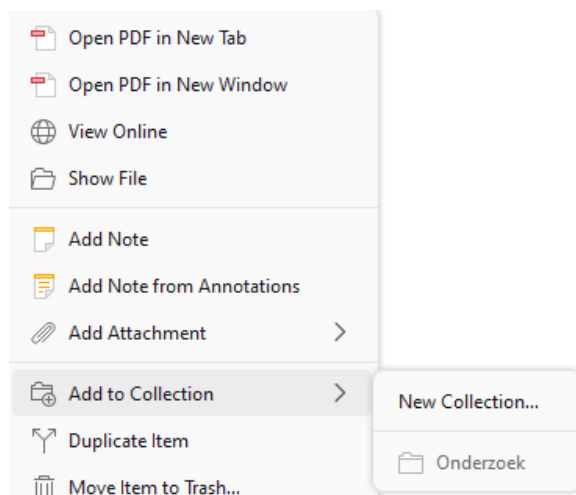 Open PDF in New Tab
Open PDF in New Window
View Online
Show File
Add Note
Add Note from Annotations
Add Attachment
Add to Collection
New Collection...
Duplicate Item
Onderzoek
Move Item to Trash...